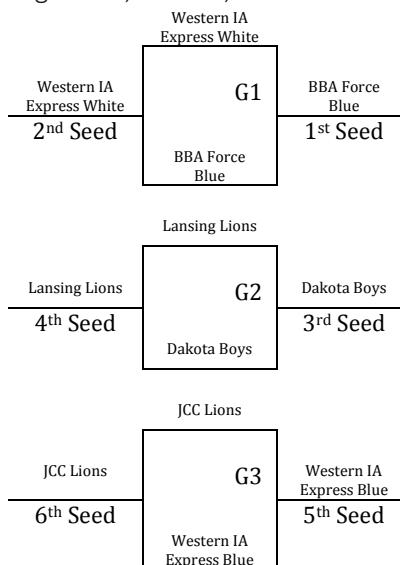 Western IA
Express White
G1
Western IA
Express White
BBA Force
Blue
2nd Seed
1st Seed
BBA Force
Blue
Lansing Lions
G2
Lansing Lions
Dakota Boys
4th Seed
3rd Seed
Dakota Boys
JCC Lions
G3
JCC Lions
Western IA
Express Blue
6th Seed
5th Seed
Western IA
Express Blue